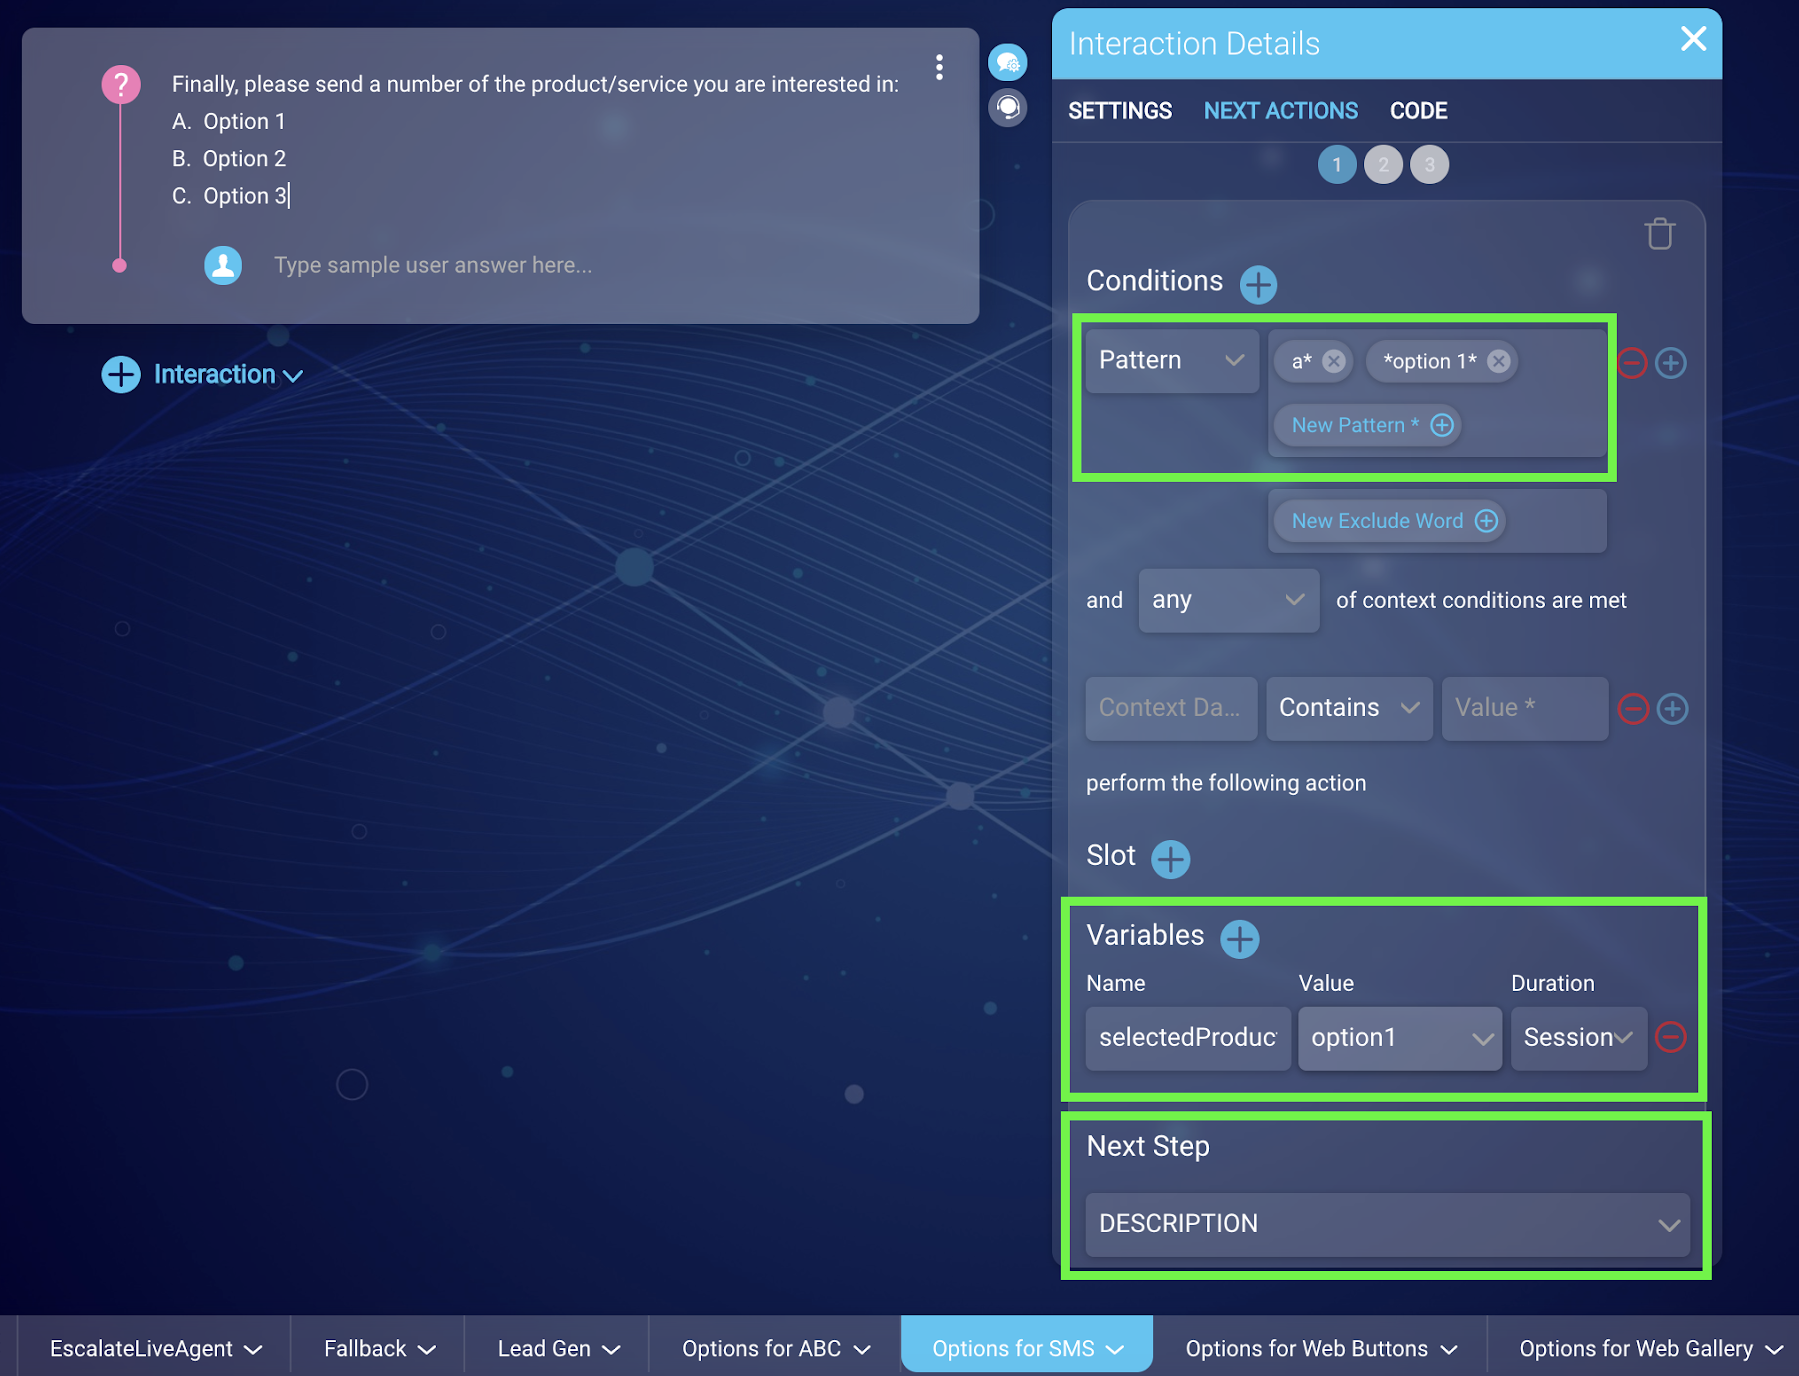 ?
Finally, please send a number of the product/service you are interested in:
A. Option 1
B. Option 2
C. Option 3
Type sample user answer here...
Interaction
Interaction Details
SETTINGS NEXT ACTIONS CODE
1 2 3
Conditions
Pattern a* *option 1*
New Pattern *
New Exclude Word
and any of context conditions are met
Context Da... Contains Value *
perform the following action
Slot
Variables
Name Value Duration
selectedProduc option1 Session
Next Step
DESCRIPTION
EscalateLiveAgent Fallback Lead Gen Options for ABC Options for SMS Options for Web Buttons Options for Web Gallery